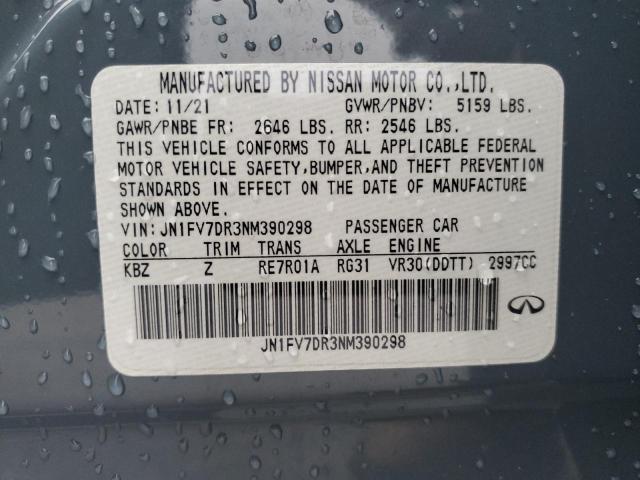 MANUFACTURED BY NISSAN MOTOR CO.,LTD.
DATE: 11/21 GVWR/PNBV: 5159 LBS.
GAWR/PNBE FR: 2646 LBS. RR: 2546 LBS.
THIS VEHICLE CONFORMS TO ALL APPLICABLE FEDERAL
MOTOR VEHICLE SAFETY,BUMPER,AND THEFT PREVENTION
STANDARDS IN EFFECT ON THE DATE OF MANUFACTURE
SHOWN ABOVE.
VIN:JN1FV7DR3NM390298 PASSENGER CAR
COLOR TRIM TRANS AXLE ENGINE
KBZ Z RE7R01A RG31 VR30(DDTT) 2997CC
JN1FV7DR3NM390298